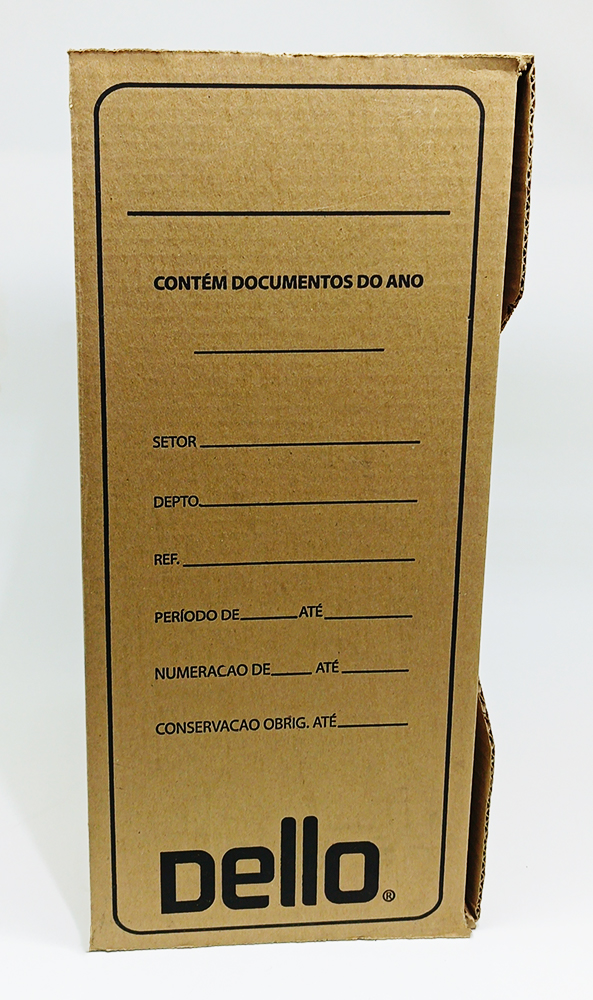 CONTÉM DOCUMENTOS DO ANO
SETOR
DEPTO.
REF.
PERÍODO DE ATÉ
NUMERACAO DE ATÉ
CONSERVACAO OBRIG. ATÉ
Dello®